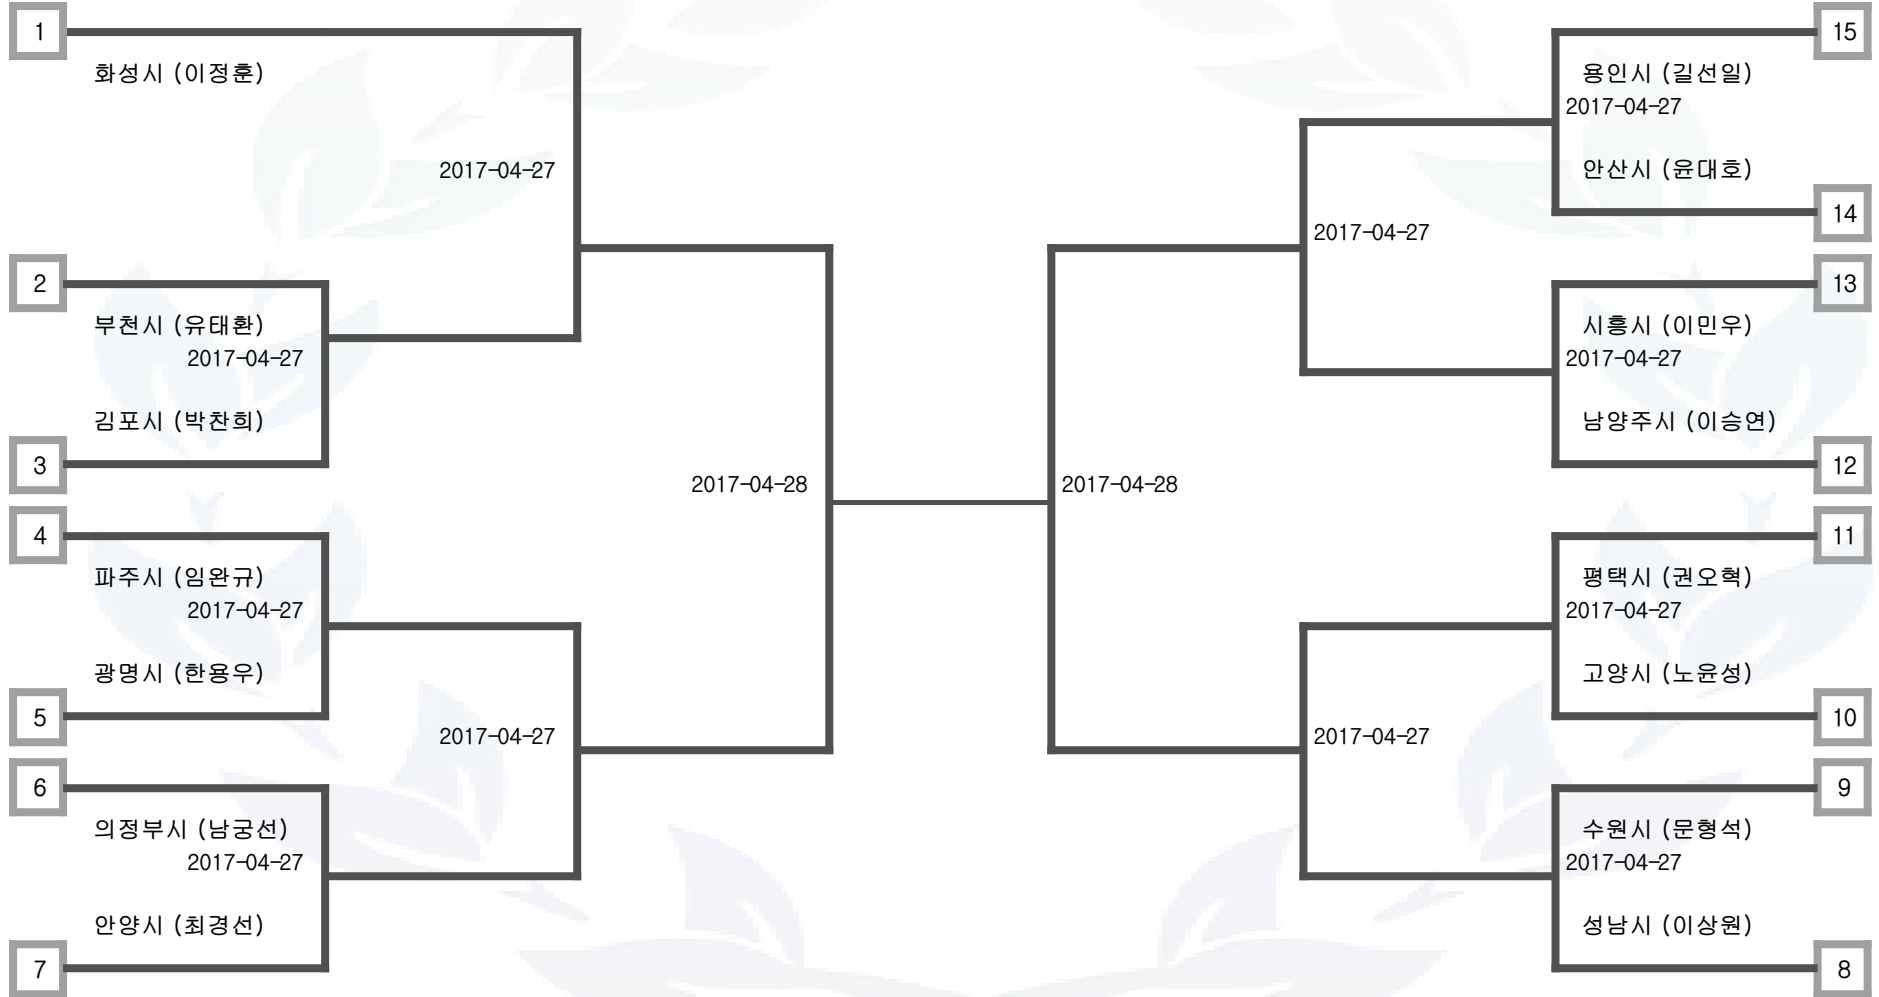 1
화성시 (이정훈)
2017-04-27
2
부천시 (유태환)
2017-04-27
김포시 (박찬희)
3
2017-04-28
4
파주시 (임완규)
2017-04-27
광명시 (한용우)
5
2017-04-27
6
의정부시 (남궁선)
2017-04-27
안양시 (최경선)
7
15
용인시 (길선일)
2017-04-27
안산시 (윤대호)
14
2017-04-27
13
시흥시 (이민우)
2017-04-27
남양주시 (이승연)
12
2017-04-28
11
평택시 (권오혁)
2017-04-27
고양시 (노윤성)
10
2017-04-27
9
수원시 (문형석)
2017-04-27
성남시 (이상원)
8